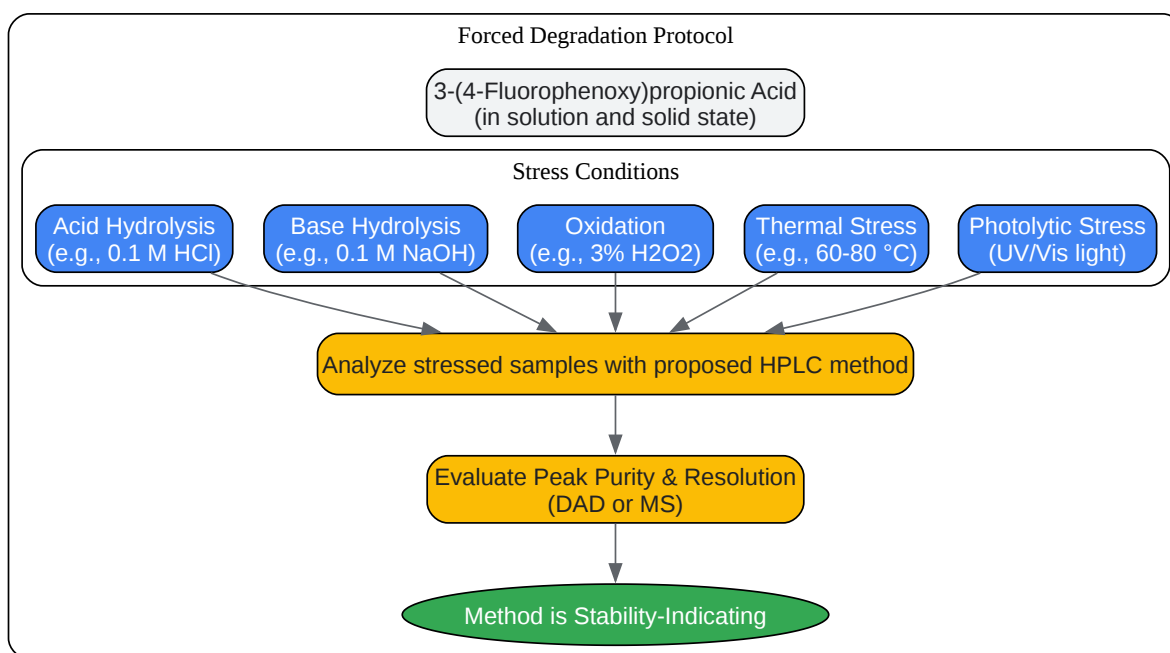 Forced Degradation Protocol
3-(4-Fluorophenoxy)propionic Acid
(in solution and solid state)
Stress Conditions
Acid Hydrolysis
(e.g., 0.1 M HCl)
Base Hydrolysis
(e.g., 0.1 M NaOH)
Oxidation
(e.g., 3% H2O2)
Thermal Stress
(e.g., 60-80 °C)
Photolytic Stress
(UV/Vis light)
Analyze stressed samples with proposed HPLC method
Evaluate Peak Purity & Resolution
(DAD or MS)
Method is Stability-Indicating